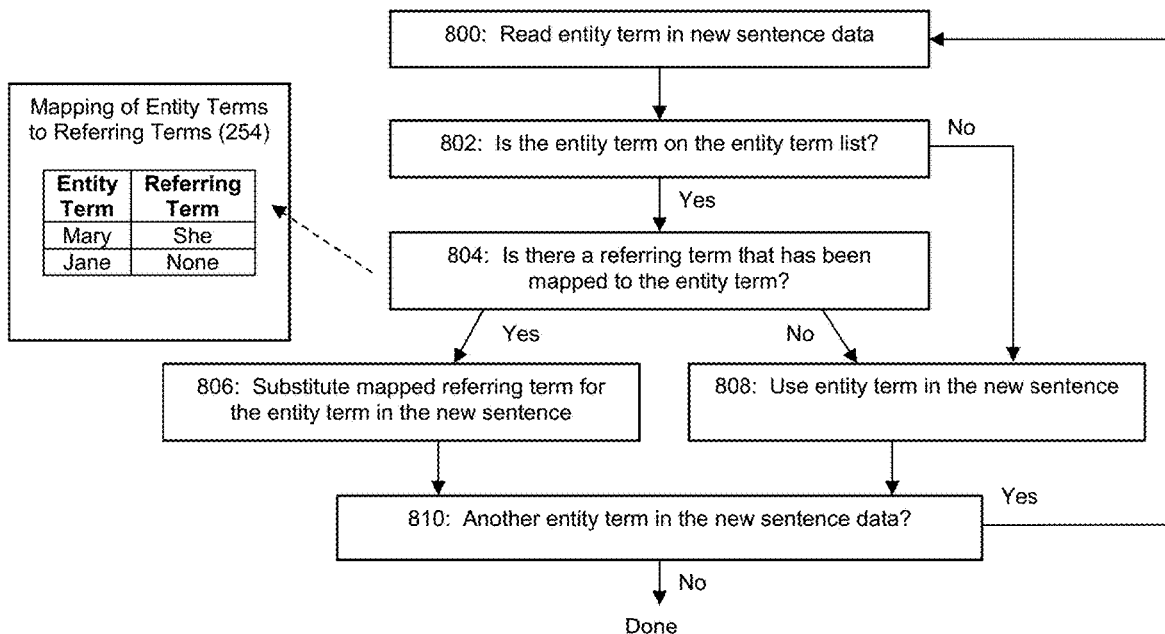 800: Read entity term in new sentence data
Mapping of Entity Terms
to Referring Terms (254)
Entity Term Referring Term
Mary She
Jane None
802: Is the entity term on the entity term list?
No
Yes
804: Is there a referring term that has been
mapped to the entity term?
Yes
No
806: Substitute mapped referring term for
the entity term in the new sentence
808: Use entity term in the new sentence
810: Another entity term in the new sentence data?
Yes
No
Done